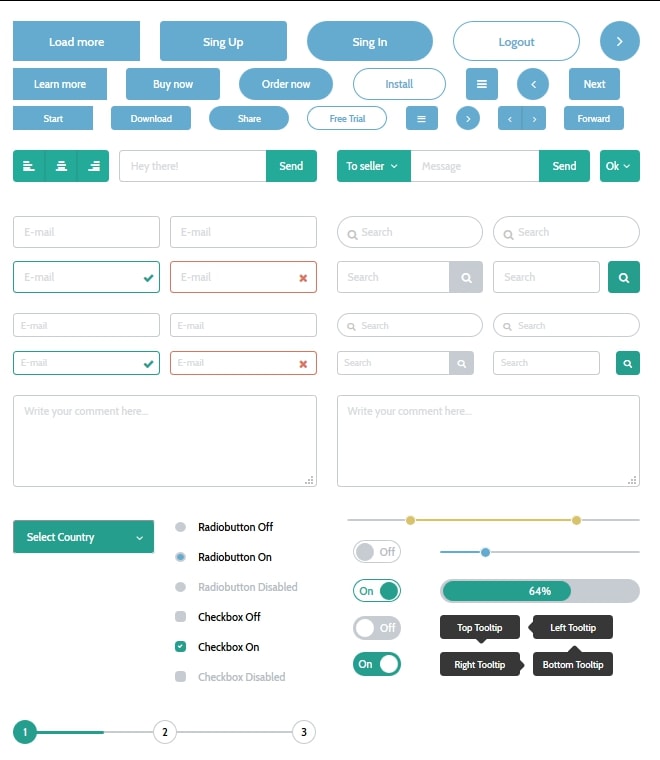 Load more Sing Up Sing In Logout
Learn more Buy now Order now Install Next
Start Download Share Free Trial Forward
Hey there! Send To seller Message Send Ok
E-mail E-mail Search Search
E-mail E-mail Search Search
E-mail E-mail Search Search
E-mail E-mail Search Search
Write your comment here... Write your comment here...
Select Country
Radiobutton Off
Radiobutton On
Radiobutton Disabled
Checkbox Off
Checkbox On
Checkbox Disabled
Off
On 64%
Off Top Tooltip Left Tooltip
On Right Tooltip Bottom Tooltip
1 2 3